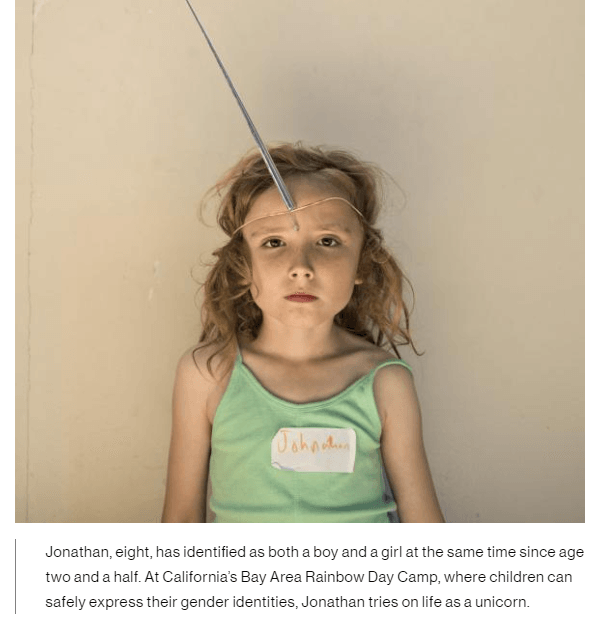 Johnathan
Jonathan, eight, has identified as both a boy and a girl at the same time since age
two and a half. At California's Bay Area Rainbow Day Camp, where children can
safely express their gender identities, Jonathan tries on life as a unicorn.